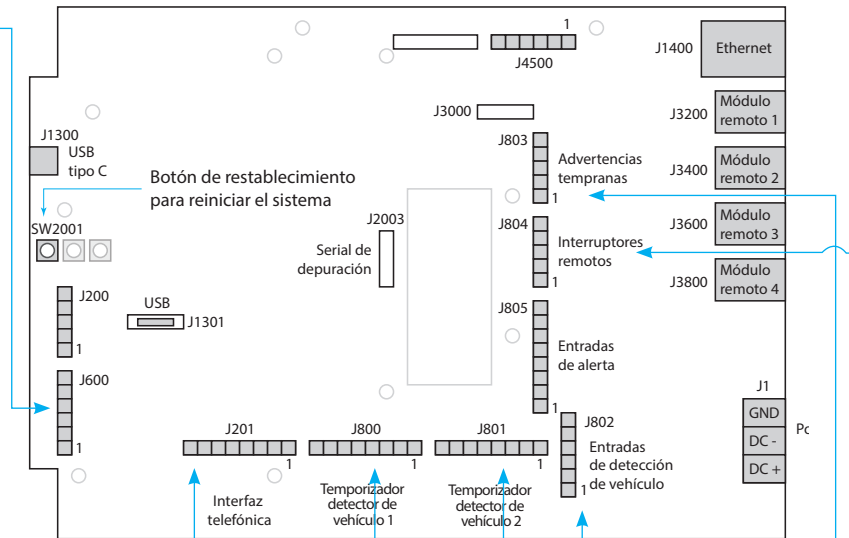 1
J4500
J1400
Ethernet
J3000
J3200
Módulo
remoto 1
J1300
USB
tipo C
J803
Advertencias
tempranas
1
J3400
Módulo
remoto 2
Botón de restablecimiento
para reiniciar el sistema
SW2001
J2003
Serial de
depuración
J804
Interruptores
remotos
1
J3600
Módulo
remoto 3
J3800
Módulo
remoto 4
J200
1
USB
J1301
J805
Entradas
de alerta
1
J600
1
J1
GND
DC -
DC +
J201
1
Interfaz
telefónica
J800
1
Temporizador
detector de
vehículo 1
J801
1
Temporizador
detector de
vehículo 2
J802
Entradas
de detección
de vehículo
1